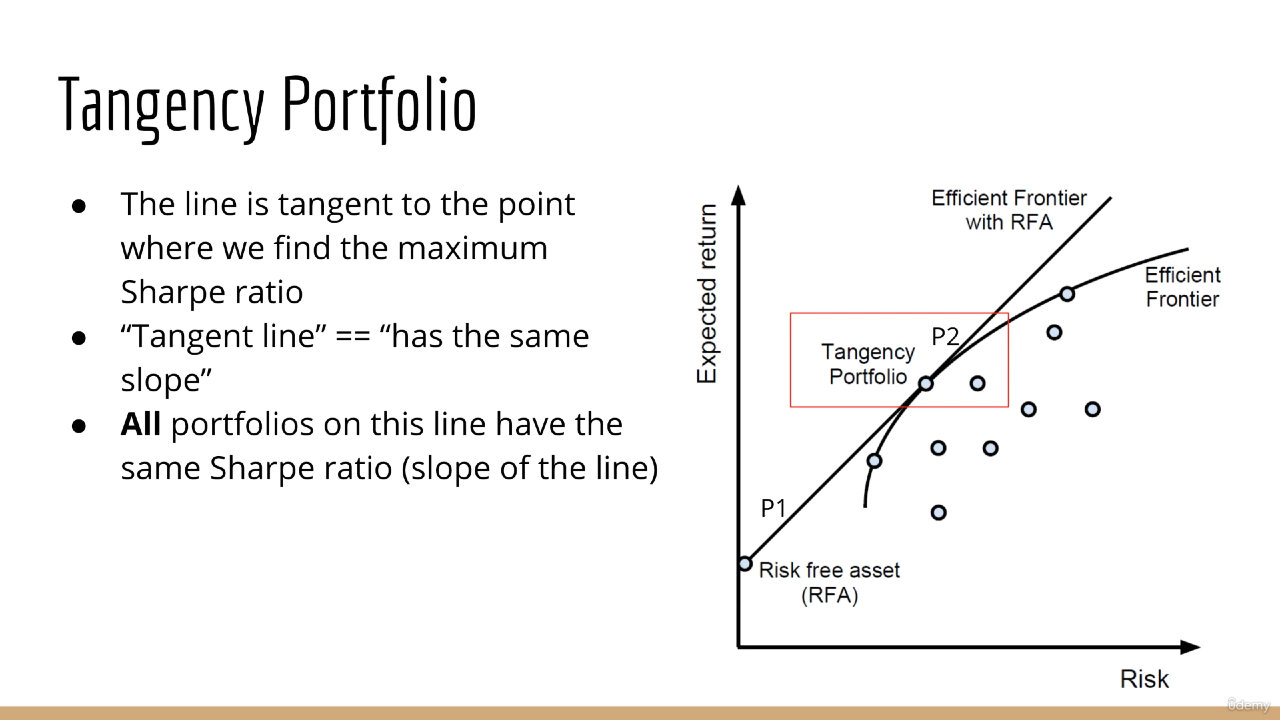 Tangency Portfolio
● The line is tangent to the point
where we find the maximum
Sharpe ratio
● “Tangent line” == “has the same
slope”
● All portfolios on this line have the
same Sharpe ratio (slope of the line)
Expected return
Efficient Frontier
with RFA
Efficient
Frontier
P2
Tangency
Portfolio
P1
Risk free asset
(RFA)
Risk
ûdemy